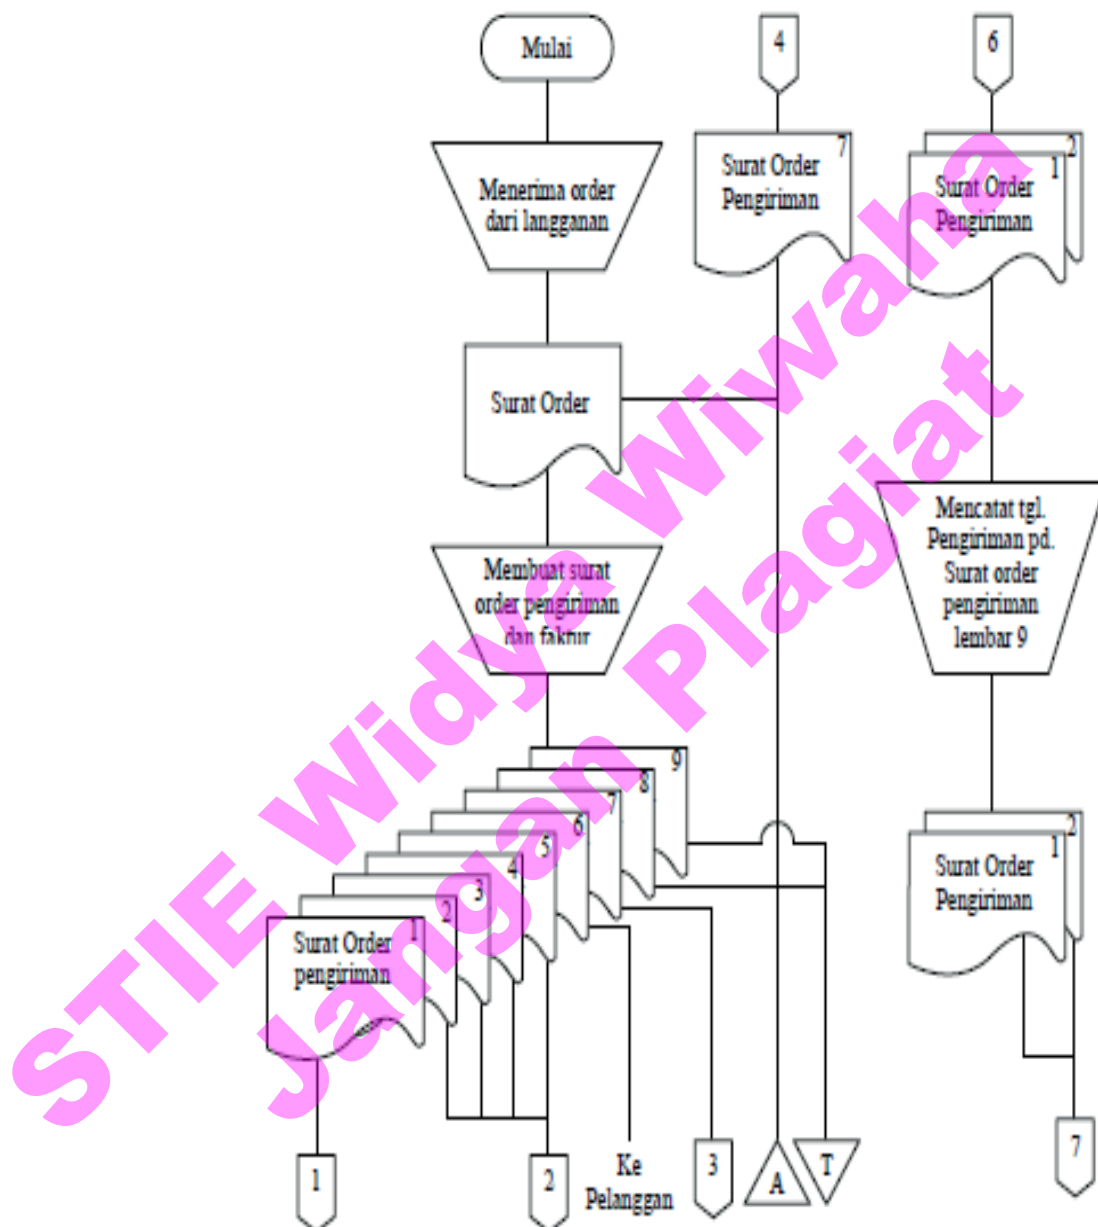 Mulai
Menerima order
dari langganan
Surat Order
Membuat surat
order pengiriman
dan faktur
9
8
7
6
5
4
3
2
1
Surat Order
pengiriman
1
2
Ke
Pelanggan
3
A
T
4
7
Surat Order
Pengiriman
6
2
1
Surat Order
Pengiriman
Mencatat tgl.
Pengiriman pd.
Surat order
pengiriman
lembar 9
2
1
Surat Order
Pengiriman
7
STIE Widya Wiwaha
Jangan Plagiat